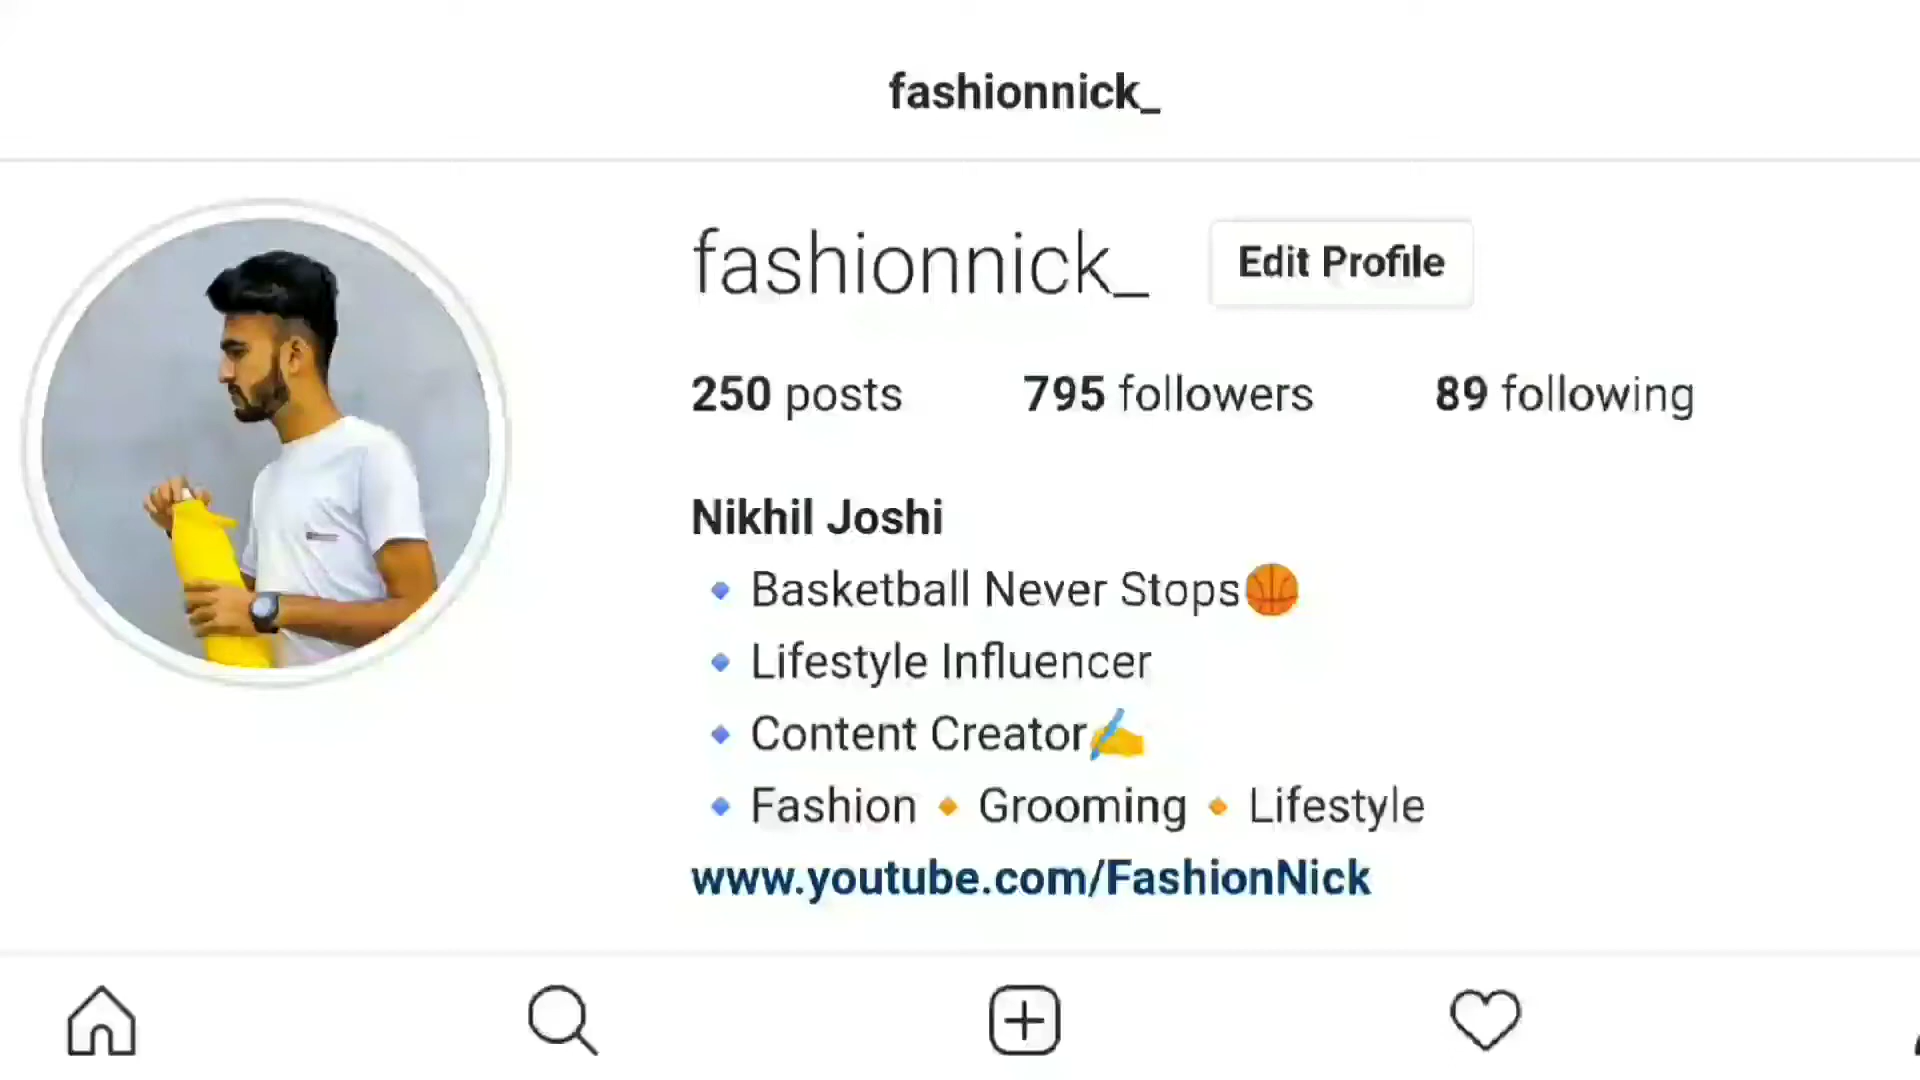 fashionnick_
fashionnick_ Edit Profile
250 posts 795 followers 89 following
Nikhil Joshi
🔹 Basketball Never Stops🏀
🔹 Lifestyle Influencer
🔹 Content Creator✍️
🔹 Fashion 🔸 Grooming 🔸 Lifestyle
www.youtube.com/FashionNick